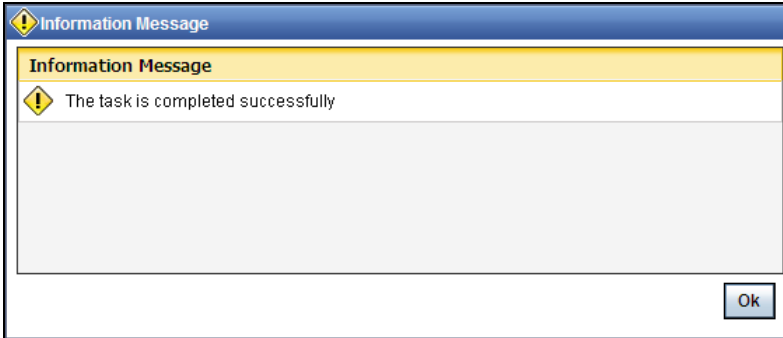 Information Message
Information Message
The task is completed successfully
Ok